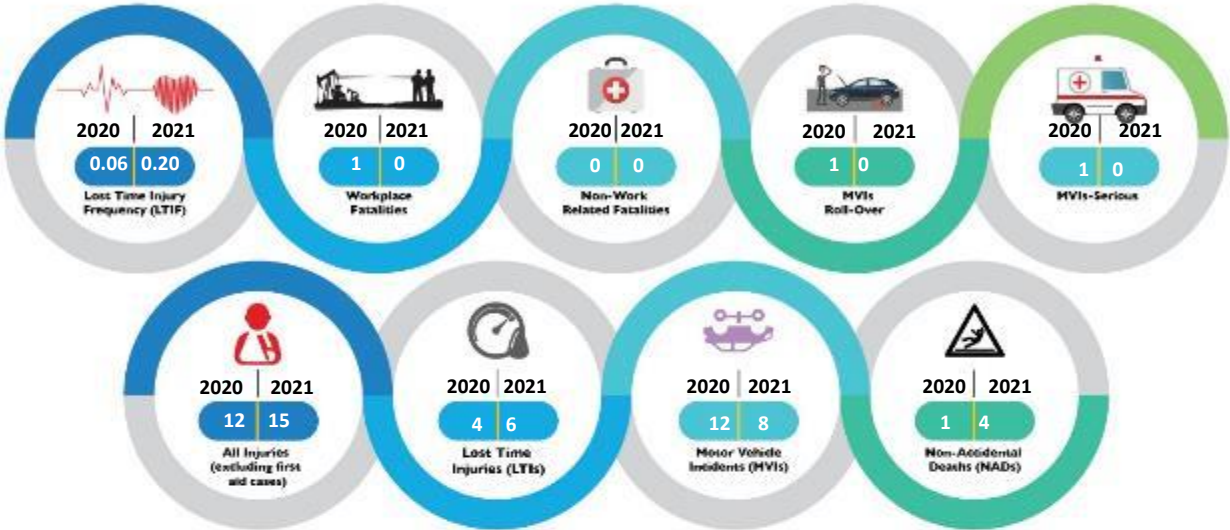 2020 2021
0.06 0.20
Lost Time Injury
Frequency (LTIF)
2020 2021
1 0
Workplace
Fatalities
2020 2021
0 0
Non-Work
Related Fatalities
2020 2021
1 0
MVIs
Roll-Over
2020 2021
1 0
MVIs-Serious
2020 2021
12 15
All Injuries
(excluding first
aid cases)
2020 2021
4 6
Lost Time
Injuries (LTIs)
2020 2021
12 8
Motor Vehicle
Incidents (MVIs)
2020 2021
1 4
Non-Accidental
Deaths (NADs)